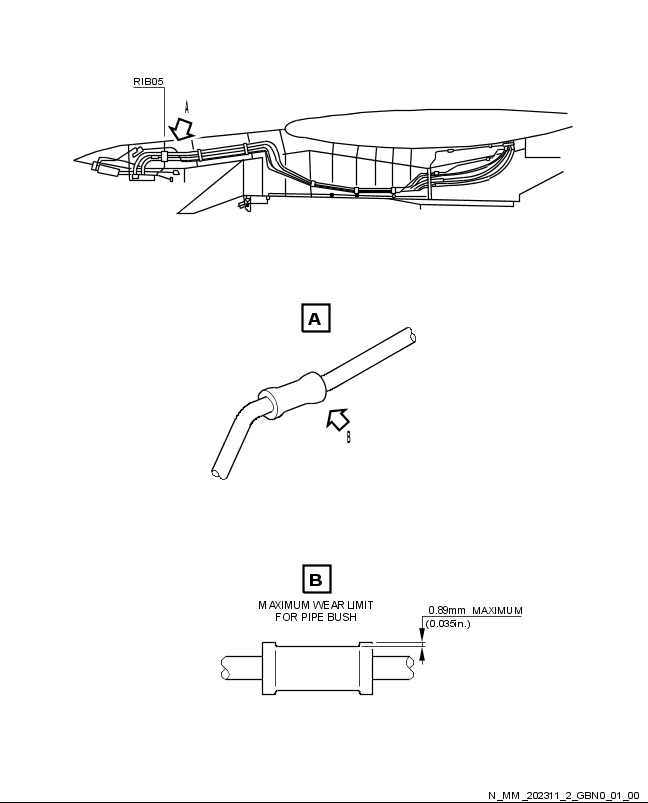 RIB05
A
A
B
B
MAXIMUM WEAR LIMIT
FOR PIPE BUSH
0.89mm MAXIMUM
(0.035in.)
N_MM_202311_2_GBN0_01_00